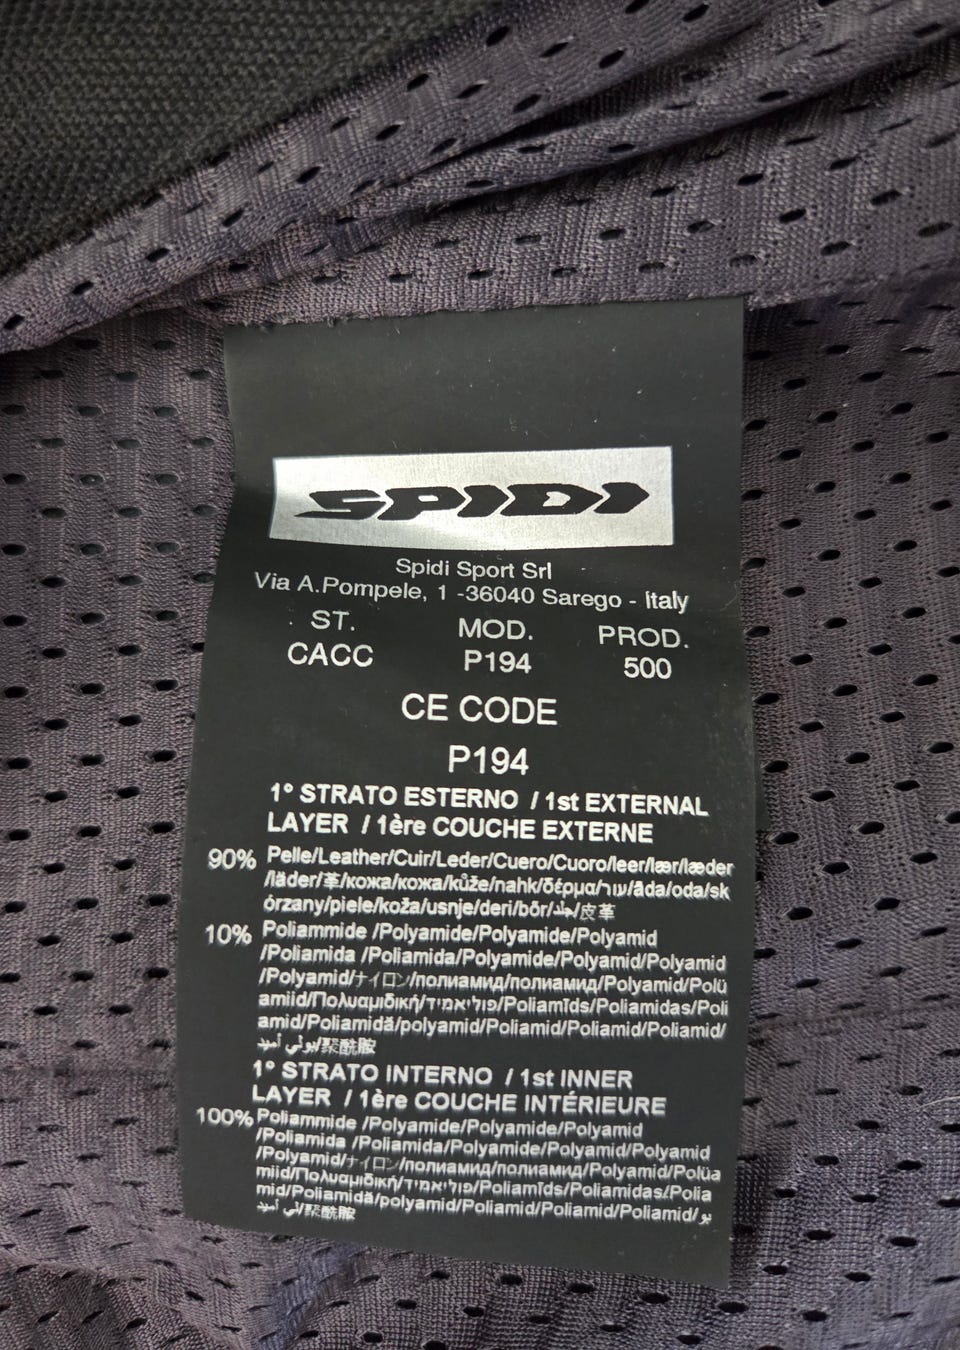 SPIDI
Spidi Sport Srl
Via A.Pompele, 1 -36040 Sarego - Italy
ST. MOD. PROD.
CACC P194 500
CE CODE
P194
1° STRATO ESTERNO / 1st EXTERNAL
LAYER / 1ère COUCHE EXTERNE
90% Pelle/Leather/Cuir/Leder/Cuero/Cuoro/leer/lær/læder
/läder/革/кожа/кожа/kůže/nahk/δέρμα/עור/āda/oda/sk
órzany/piele/koža/usnje/deri/bőr/جلد/皮革
10% Poliammide /Polyamide/Polyamide/Polyamid
/Poliamida /Poliamida/Polyamide/Polyamid/Polyamid
/Polyamid/ナイロン/полиамид/полиамид/Polyamid/Polü
amiid/Πολυαμιδική/פוליאמיד/Poliamīds/Poliamidas/Poli
amid/Poliamidă/polyamid/Poliamid/Poliamid/Poliamid/
بولي أميد/聚酰胺
1° STRATO INTERNO / 1st INNER
LAYER / 1ère COUCHE INTÉRIEURE
100% Poliammide /Polyamide/Polyamide/Polyamid
/Poliamida /Poliamida/Polyamide/Polyamid/Polyamid
/Polyamid/ナイロン/полиамид/полиамид/Polyamid/Polüa
miid/Πολυαμιδική/פוליאמיד/Poliamīds/Poliamidas/Polia
mid/Poliamidă/polyamid/Poliamid/Poliamid/Poliamid/بو
لي أميد/聚酰胺